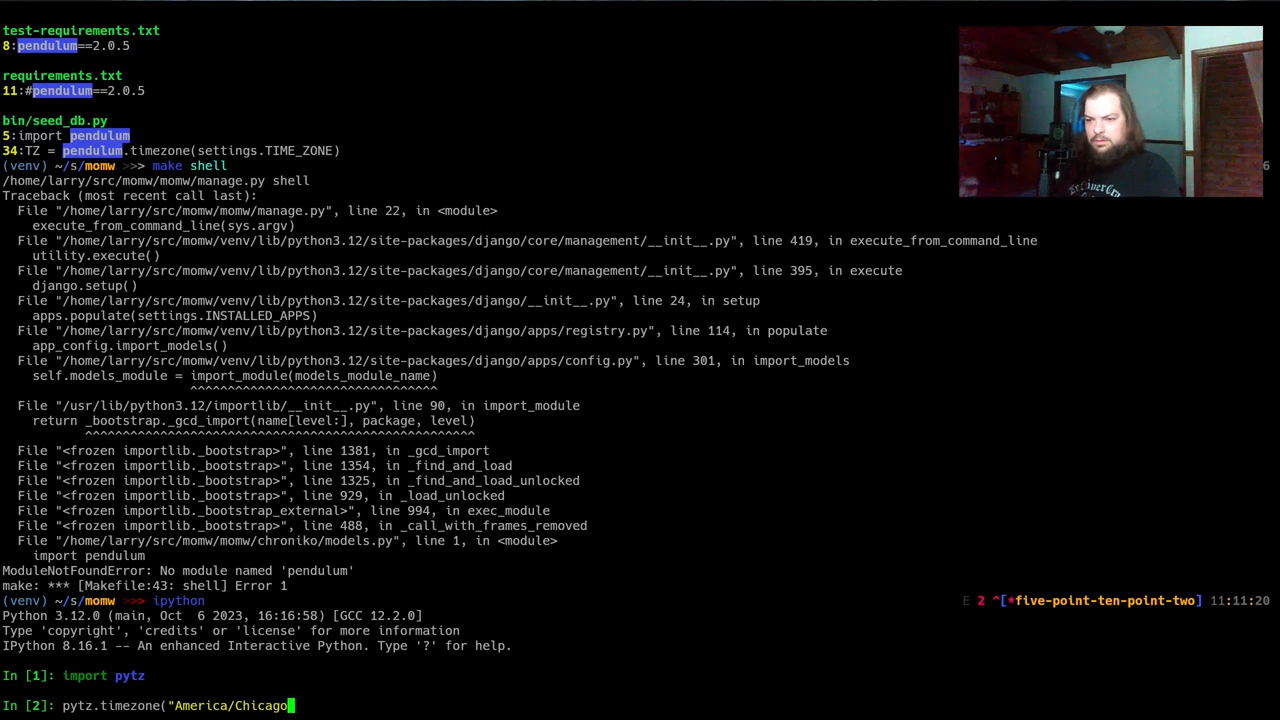 test-requirements.txt
8:pendulum==2.0.5
requirements.txt
11:#pendulum==2.0.5
bin/seed_db.py
5:import pendulum
34:TZ = pendulum.timezone(settings.TIME_ZONE)
(venv) ~/s/momw >>> make shell
/home/larry/src/momw/momw/manage.py shell
Traceback (most recent call last):
  File "/home/larry/src/momw/momw/manage.py", line 22, in <module>
    execute_from_command_line(sys.argv)
  File "/home/larry/src/momw/venv/lib/python3.12/site-packages/django/core/management/__init__.py", line 419, in execute_from_command_line
    utility.execute()
  File "/home/larry/src/momw/venv/lib/python3.12/site-packages/django/core/management/__init__.py", line 395, in execute
    django.setup()
  File "/home/larry/src/momw/venv/lib/python3.12/site-packages/django/__init__.py", line 24, in setup
    apps.populate(settings.INSTALLED_APPS)
  File "/home/larry/src/momw/venv/lib/python3.12/site-packages/django/apps/registry.py", line 114, in populate
    app_config.import_models()
  File "/home/larry/src/momw/venv/lib/python3.12/site-packages/django/apps/config.py", line 301, in import_models
    self.models_module = import_module(models_module_name)
                         ^^^^^^^^^^^^^^^^^^^^^^^^^^^^^^^^^
  File "/usr/lib/python3.12/importlib/__init__.py", line 90, in import_module
    return _bootstrap._gcd_import(name[level:], package, level)
           ^^^^^^^^^^^^^^^^^^^^^^^^^^^^^^^^^^^^^^^^^^^^^^^^^^^^
  File "<frozen importlib._bootstrap>", line 1381, in _gcd_import
  File "<frozen importlib._bootstrap>", line 1354, in _find_and_load
  File "<frozen importlib._bootstrap>", line 1325, in _find_and_load_unlocked
  File "<frozen importlib._bootstrap>", line 929, in _load_unlocked
  File "<frozen importlib._bootstrap_external>", line 994, in exec_module
  File "<frozen importlib._bootstrap>", line 488, in _call_with_frames_removed
  File "/home/larry/src/momw/momw/chroniko/models.py", line 1, in <module>
    import pendulum
ModuleNotFoundError: No module named 'pendulum'
make: *** [Makefile:43: shell] Error 1
(venv) ~/s/momw >>> ipython E 2 ^[*five-point-ten-point-two] 11:11:20
Python 3.12.0 (main, Oct  6 2023, 16:16:58) [GCC 12.2.0]
Type 'copyright', 'credits' or 'license' for more information
IPython 8.16.1 -- An enhanced Interactive Python. Type '?' for help.
In [1]: import pytz
In [2]: pytz.timezone("America/Chicago